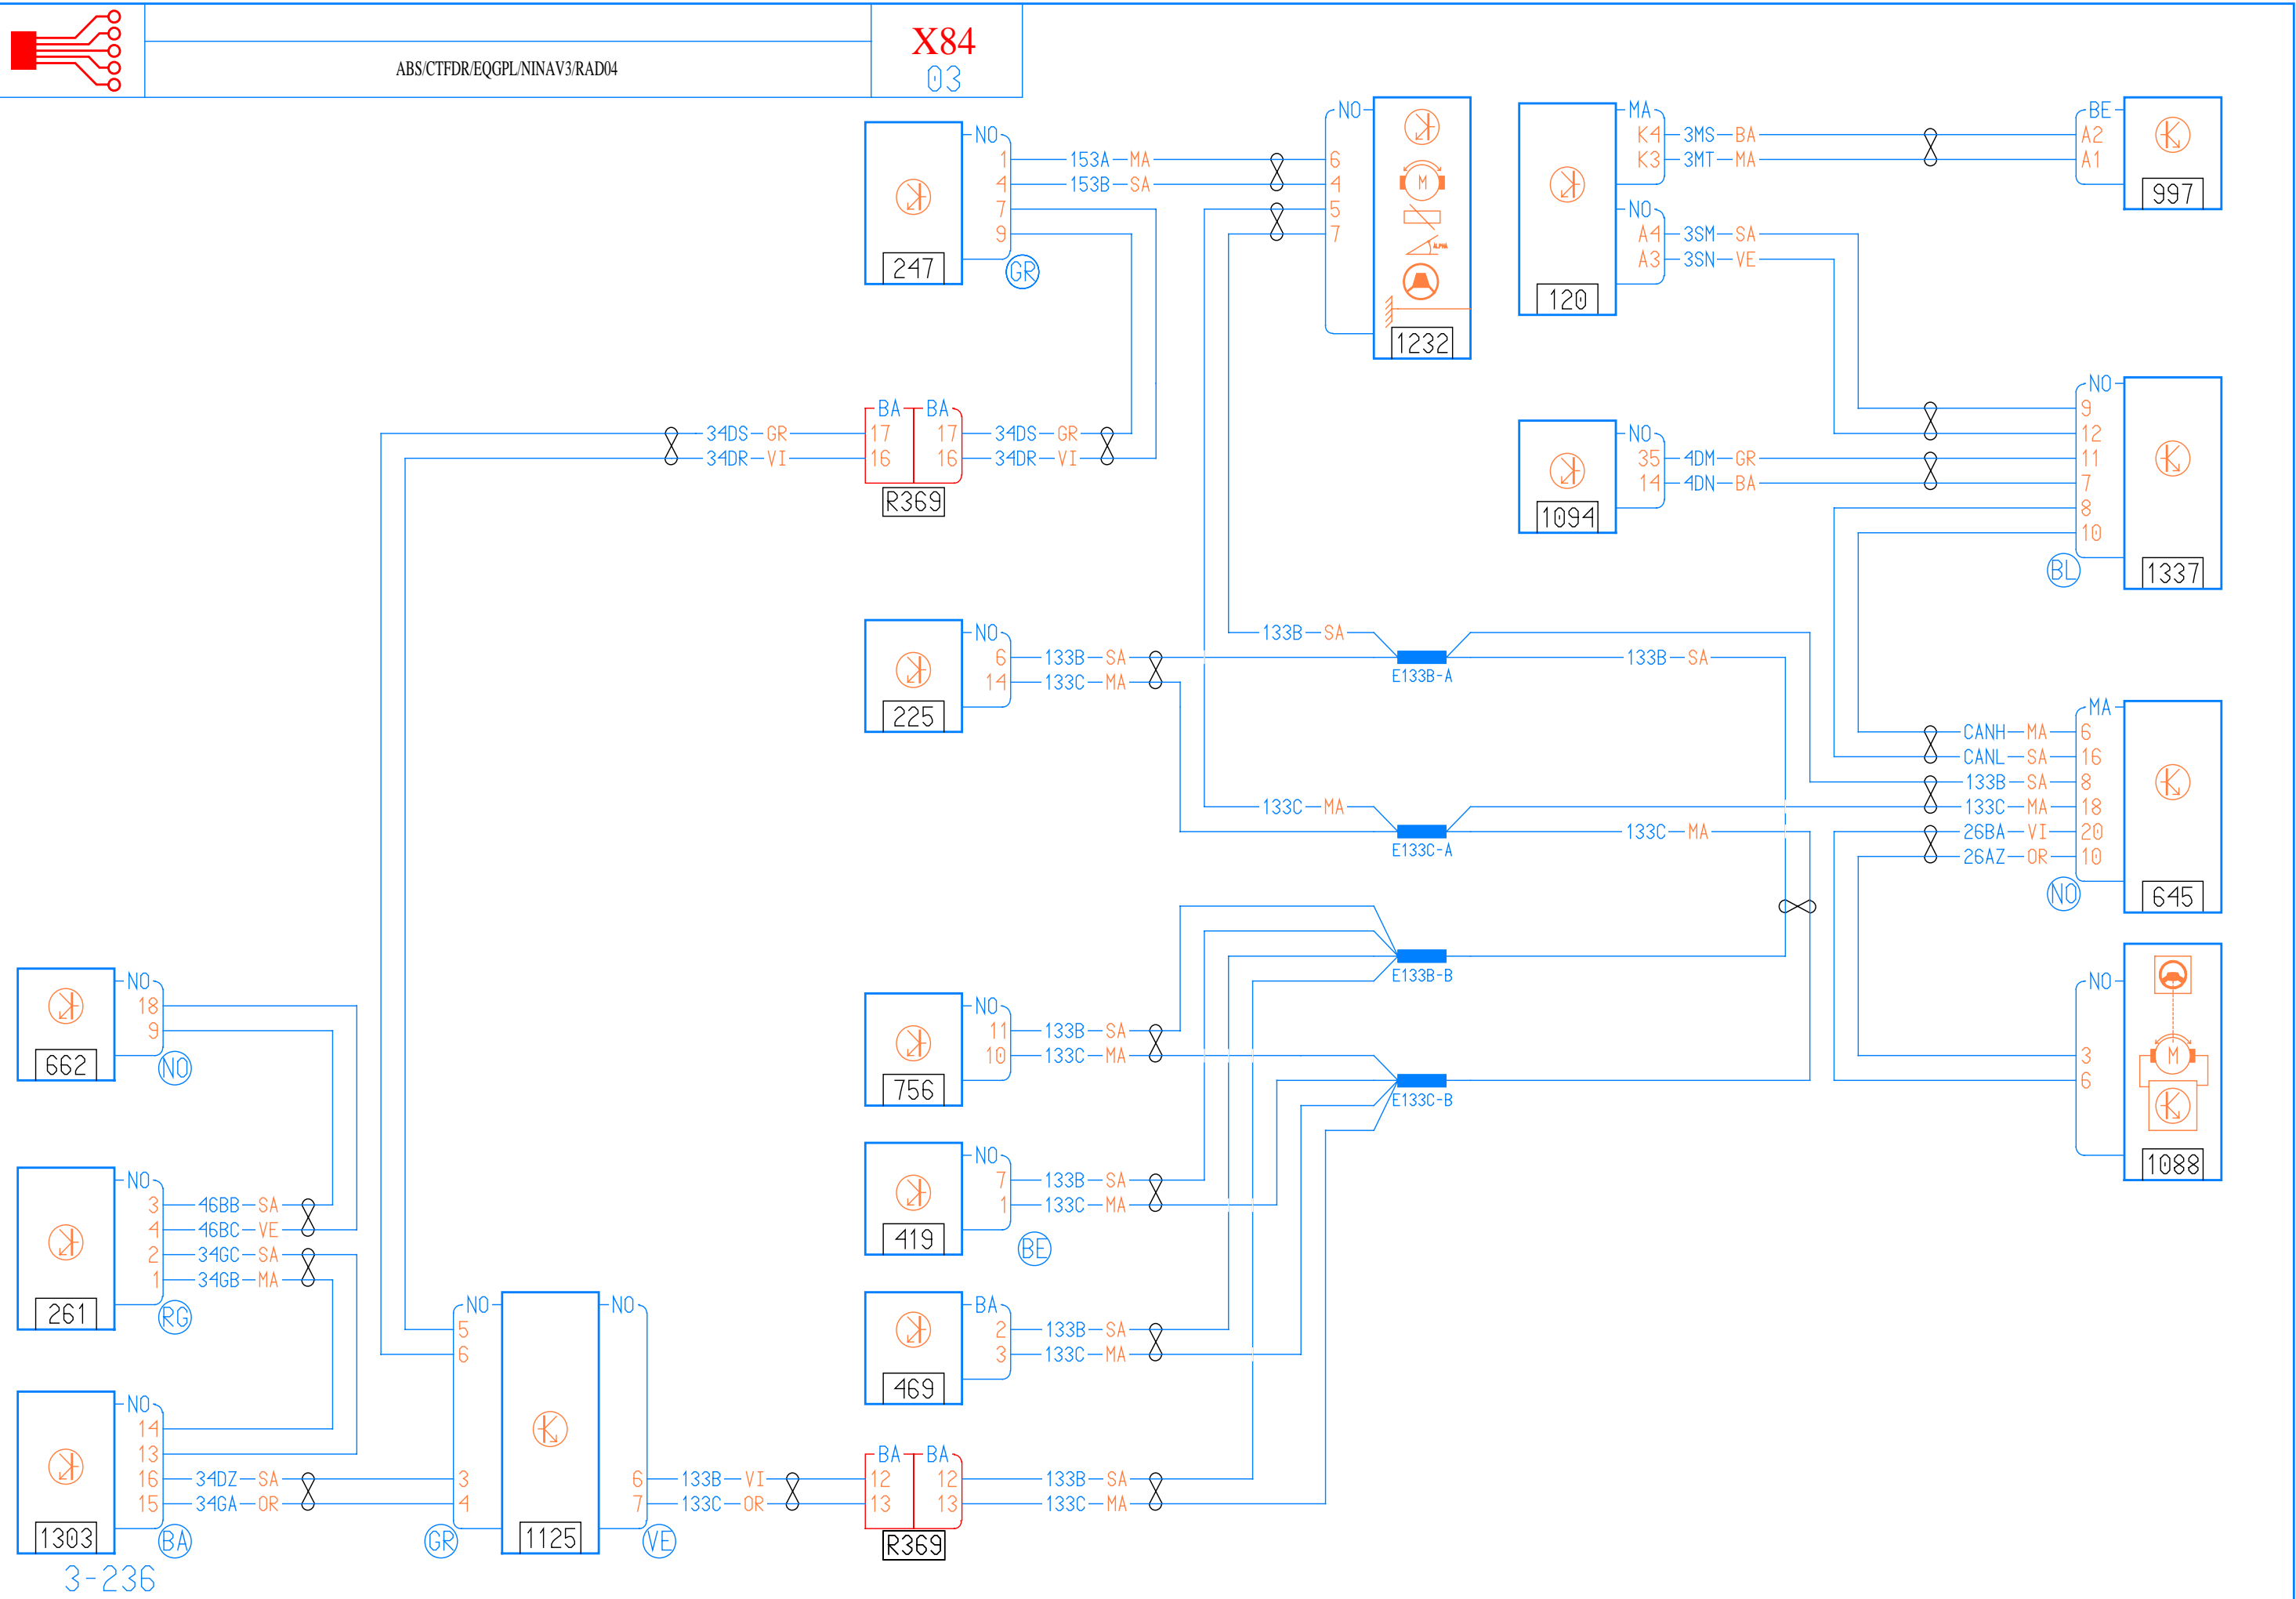 X84
ABS/CTFDR/EQGPL/NINAV3/RAD04
03
NO
1 153A MA
4 153B SA
7
9
247
GR
NO
6
4
5
7
M
ALPHA
1232
MA
K4 3MS BA
K3 3MT MA
NO
A4 3SM SA
A3 3SN VE
120
BE
A2
A1
997
34DS GR
34DR VI
BA BA
17 17
16 16
R369
34DS GR
34DR VI
NO
35 4DM GR
14 4DN BA
1094
NO
9
12
11
7
8
10
BL
1337
NO
6 133B SA
14 133C MA
225
133B SA
E133B-A
133B SA
133C MA
E133C-A
133C MA
MA
CANH MA 6
CANL SA 16
133B SA 8
133C MA 18
26BA VI 20
26AZ OR 10
NO
645
E133B-B
E133C-B
NO
18
9
662
NO
NO
11 133B SA
10 133C MA
756
NO
3
6
M
1088
NO
7 133B SA
1 133C MA
419
BE
NO
3 46BB SA
4 46BC VE
2 34GC SA
1 34GB MA
261
RG
BA
2 133B SA
3 133C MA
469
NO
14
13
16 34DZ SA
15 34GA OR
1303
BA
NO
5
6
3
4
GR
1125
NO
6 133B VI
7 133C OR
VE
BA BA
12 12
13 13
R369
133B SA
133C MA
3-236